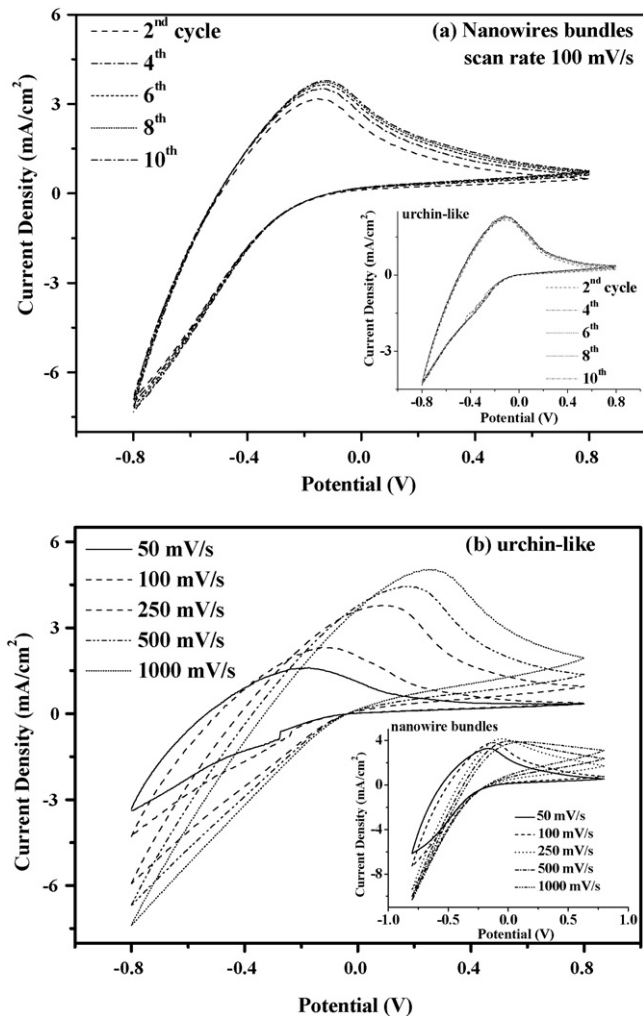 (a) Nanowires bundles
scan rate 100 mV/s
2nd cycle
4th
6th
8th
10th
6
3
0
-3
-6
Current Density (mA/cm2)
-0.8
-0.4
0.0
0.4
0.8
Potential (V)
urchin-like
2nd cycle
4th
6th
8th
10th
0
-3
Current Density (mA/cm2)
-0.8
-0.4
0.0
0.4
0.8
Potential (V)
(b) urchin-like
50 mV/s
100 mV/s
250 mV/s
500 mV/s
1000 mV/s
6
3
0
-3
-6
Current Density (mA/cm2)
-0.8
-0.4
0.0
0.4
0.8
Potential (V)
nanowire bundles
50 mV/s
100 mV/s
250 mV/s
500 mV/s
1000 mV/s
4
0
-4
-8
Current Density (mA/cm2)
-1.0
-0.5
0.0
0.5
1.0
Potential (V)